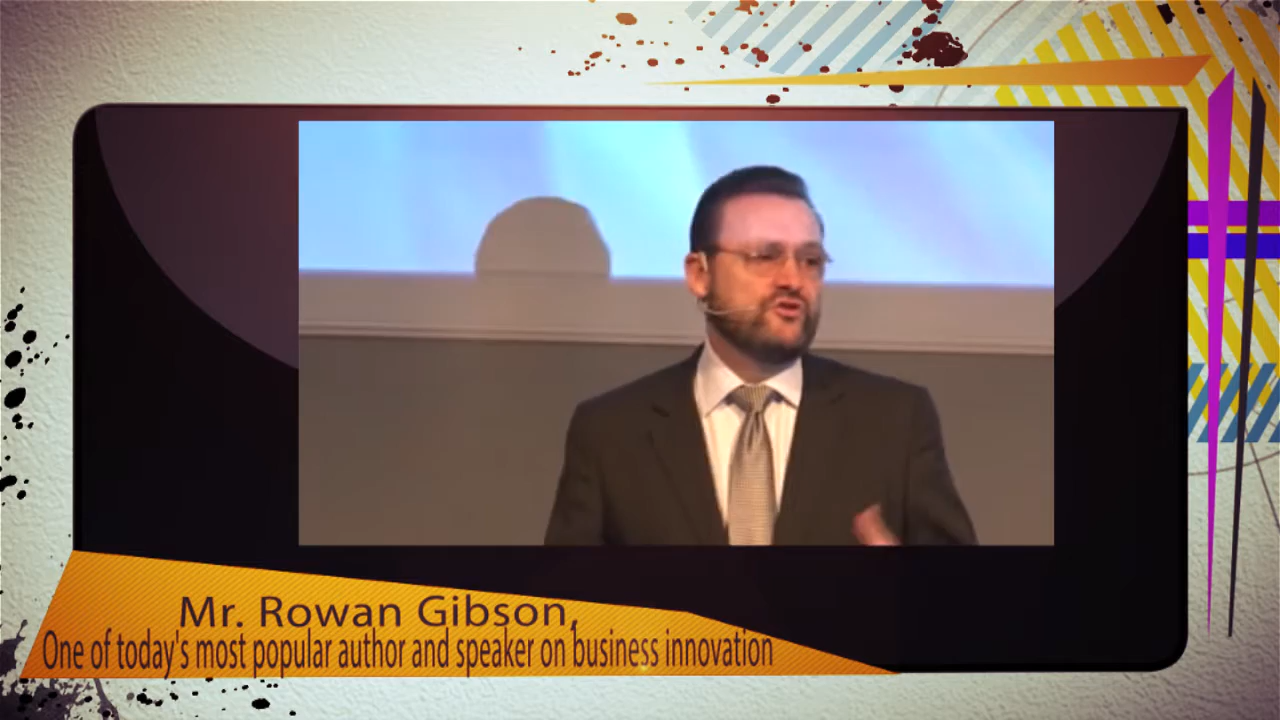 Mr. Rowan Gibson,
One of today's most popular author and speaker on business innovation